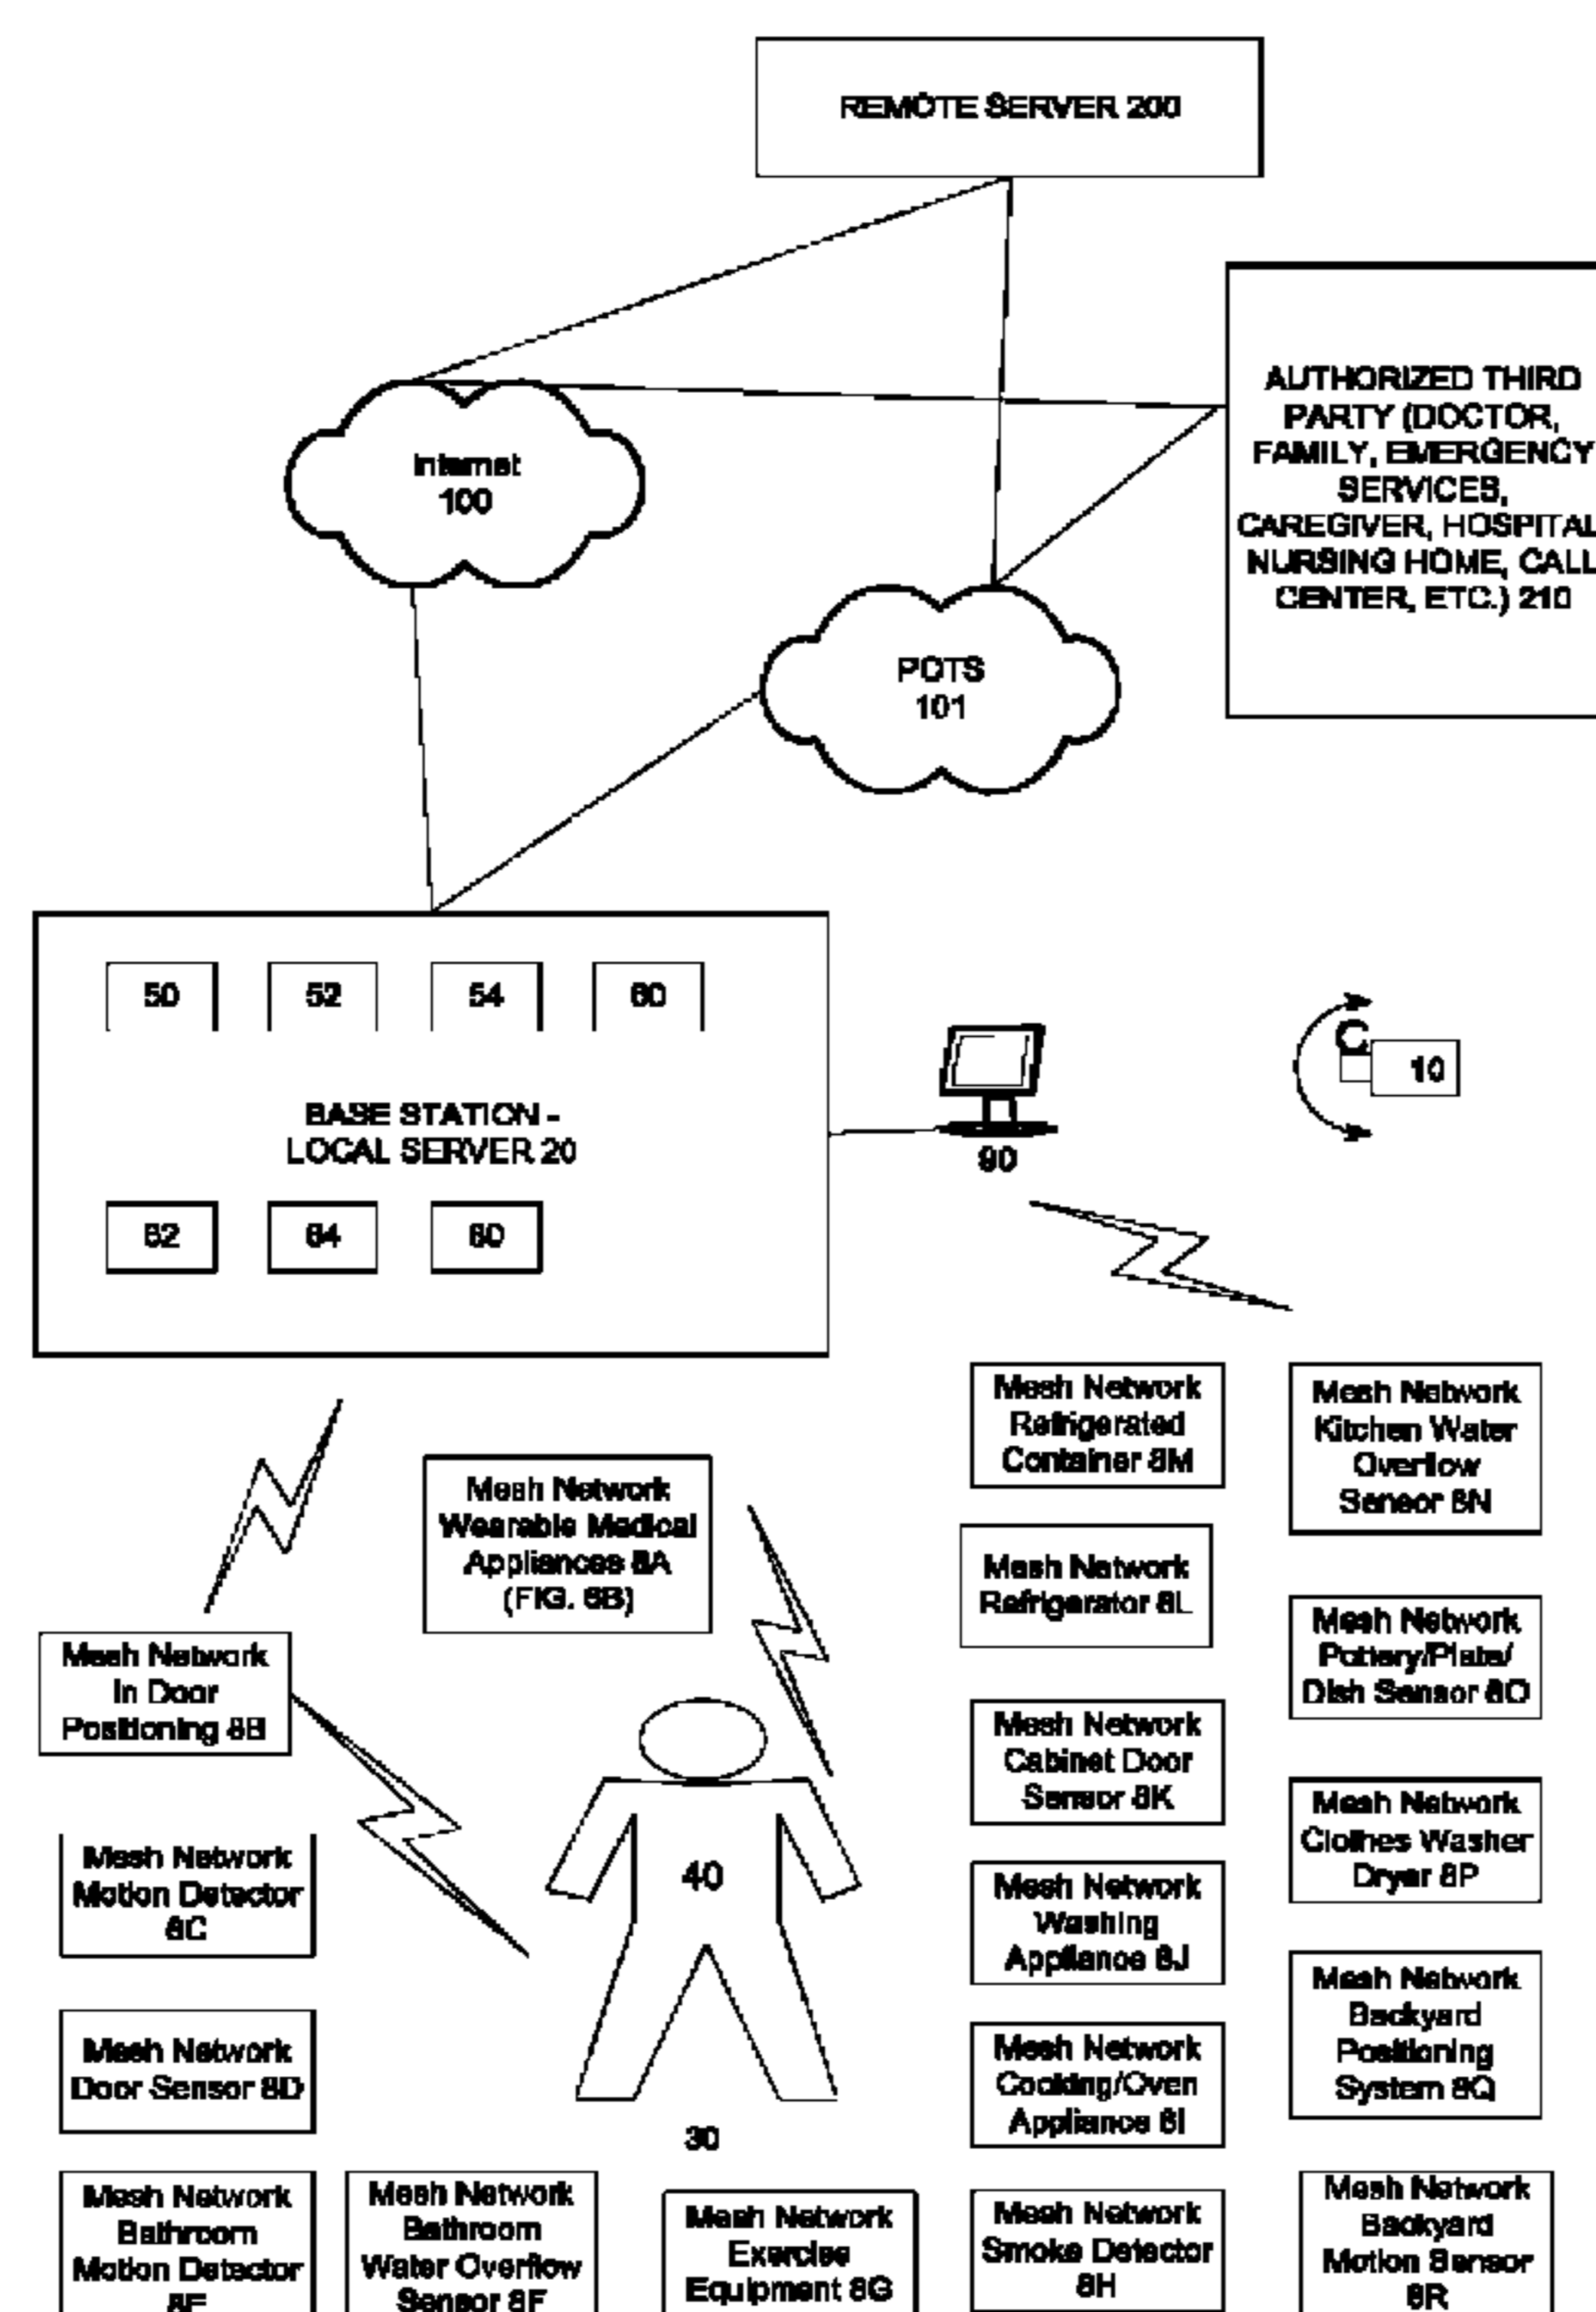 REMOTE SERVER 200
AUTHORIZED THIRD
PARTY (DOCTOR,
FAMILY, EMERGENCY
SERVICES,
CAREGIVER, HOSPITAL
NURSING HOME, CALL
CENTER, ETC.) 210
Internet
100
POTS
101
50
52
54
60
BASE STATION -
LOCAL SERVER 20
62
64
80
90
C
10
Mesh Network
Wearable Medical
Appliances 8A
(FIG. 6B)
Mesh Network
In Door
Positioning 8B
Mesh Network
Motion Detector
8C
Mesh Network
Door Sensor 8D
Mesh Network
Bathroom
Motion Detector
8E
Mesh Network
Bathroom
Water Overflow
Sensor 8F
40
30
Mesh Network
Exercise
Equipment 8G
Mesh Network
Refrigerated
Container 8M
Mesh Network
Refrigerator 8L
Mesh Network
Cabinet Door
Sensor 8K
Mesh Network
Washing
Appliance 8J
Mesh Network
Cooking/Oven
Appliance 8I
Mesh Network
Smoke Detector
8H
Mesh Network
Kitchen Water
Overflow
Sensor 8N
Mesh Network
Pottery/Plate/
Dish Sensor 8O
Mesh Network
Clothes Washer
Dryer 8P
Mesh Network
Backyard
Positioning
System 8Q
Mesh Network
Backyard
Motion Sensor
8R